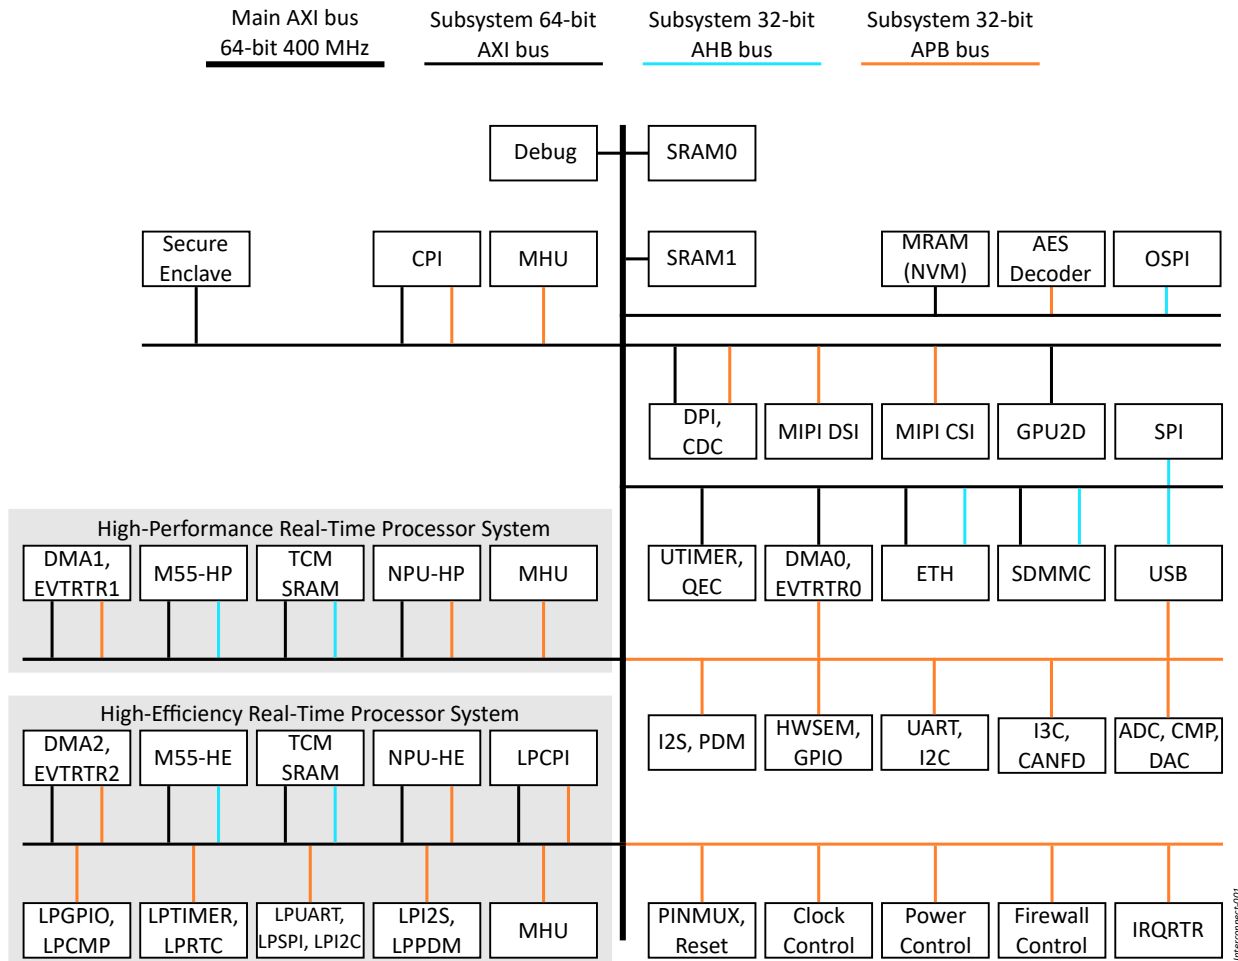 Main AXI bus
64-bit 400 MHz
Subsystem 64-bit
AXI bus
Subsystem 32-bit
AHB bus
Subsystem 32-bit
APB bus
Debug
SRAM0
Secure
Enclave
CPI
MHU
SRAM1
MRAM
(NVM)
AES
Decoder
OSPI
DPI,
CDC
MIPI DSI
MIPI CSI
GPU2D
SPI
High-Performance Real-Time Processor System
DMA1,
EVTRTR1
M55-HP
TCM
SRAM
NPU-HP
MHU
UTIMER,
QEC
DMA0,
EVTRTR0
ETH
SDMMC
USB
High-Efficiency Real-Time Processor System
DMA2,
EVTRTR2
M55-HE
TCM
SRAM
NPU-HE
LPCPI
I2S, PDM
HWSEM,
GPIO
UART,
I2C
I3C,
CANFD
ADC, CMP,
DAC
LPGPIO,
LPCMP
LPTIMER,
LPRTC
LPUART,
LPSPI, LPI2C
LPI2S,
LPPDM
MHU
PINMUX,
Reset
Clock
Control
Power
Control
Firewall
Control
IRQRTR
Interconnect-001